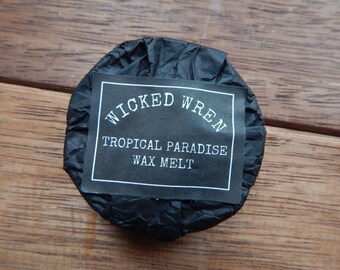 WICKED WREN
TROPICAL PARADISE
WAX MELT